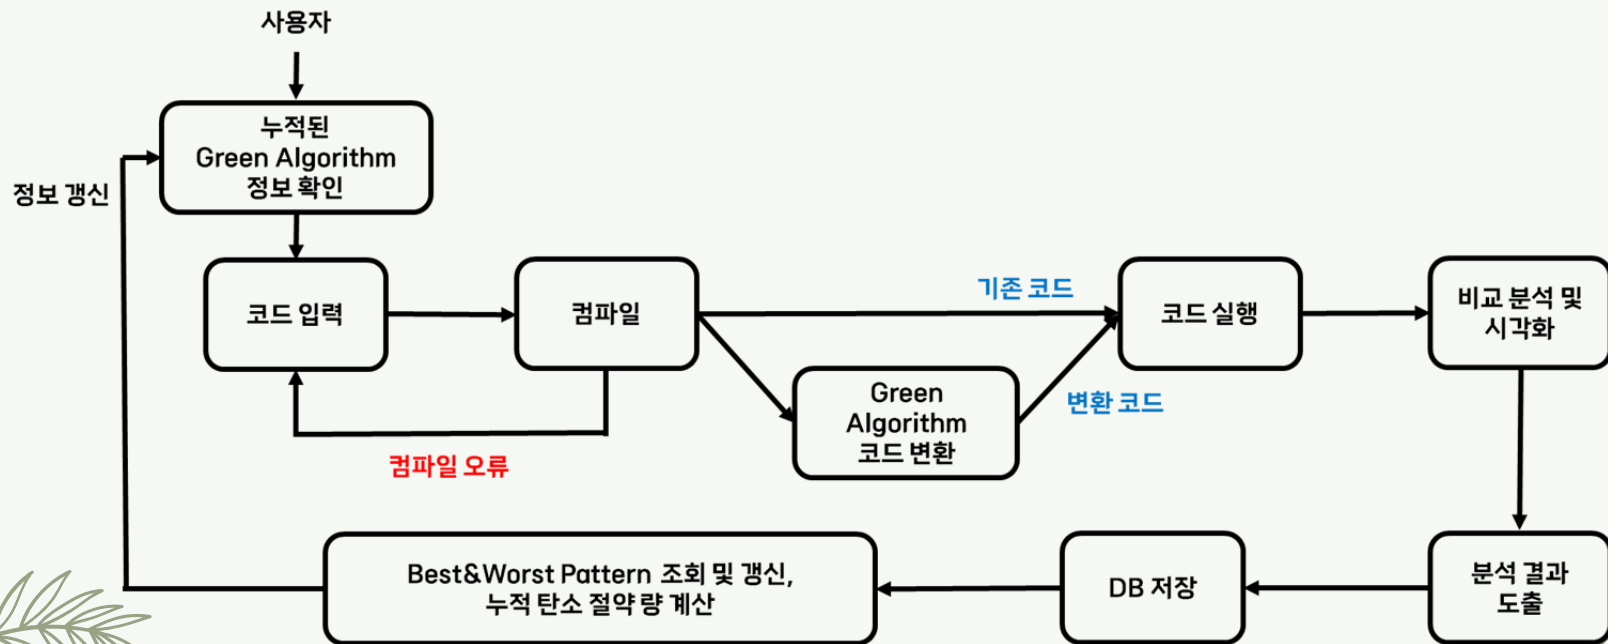 사용자
누적된
Green Algorithm
정보 확인
정보 갱신
코드 입력
컴파일
기존 코드
코드 실행
비교 분석 및
시각화
Green
Algorithm
코드 변환
변환 코드
컴파일 오류
Best&Worst Pattern 조회 및 갱신,
누적 탄소 절약 량 계산
DB 저장
분석 결과
도출